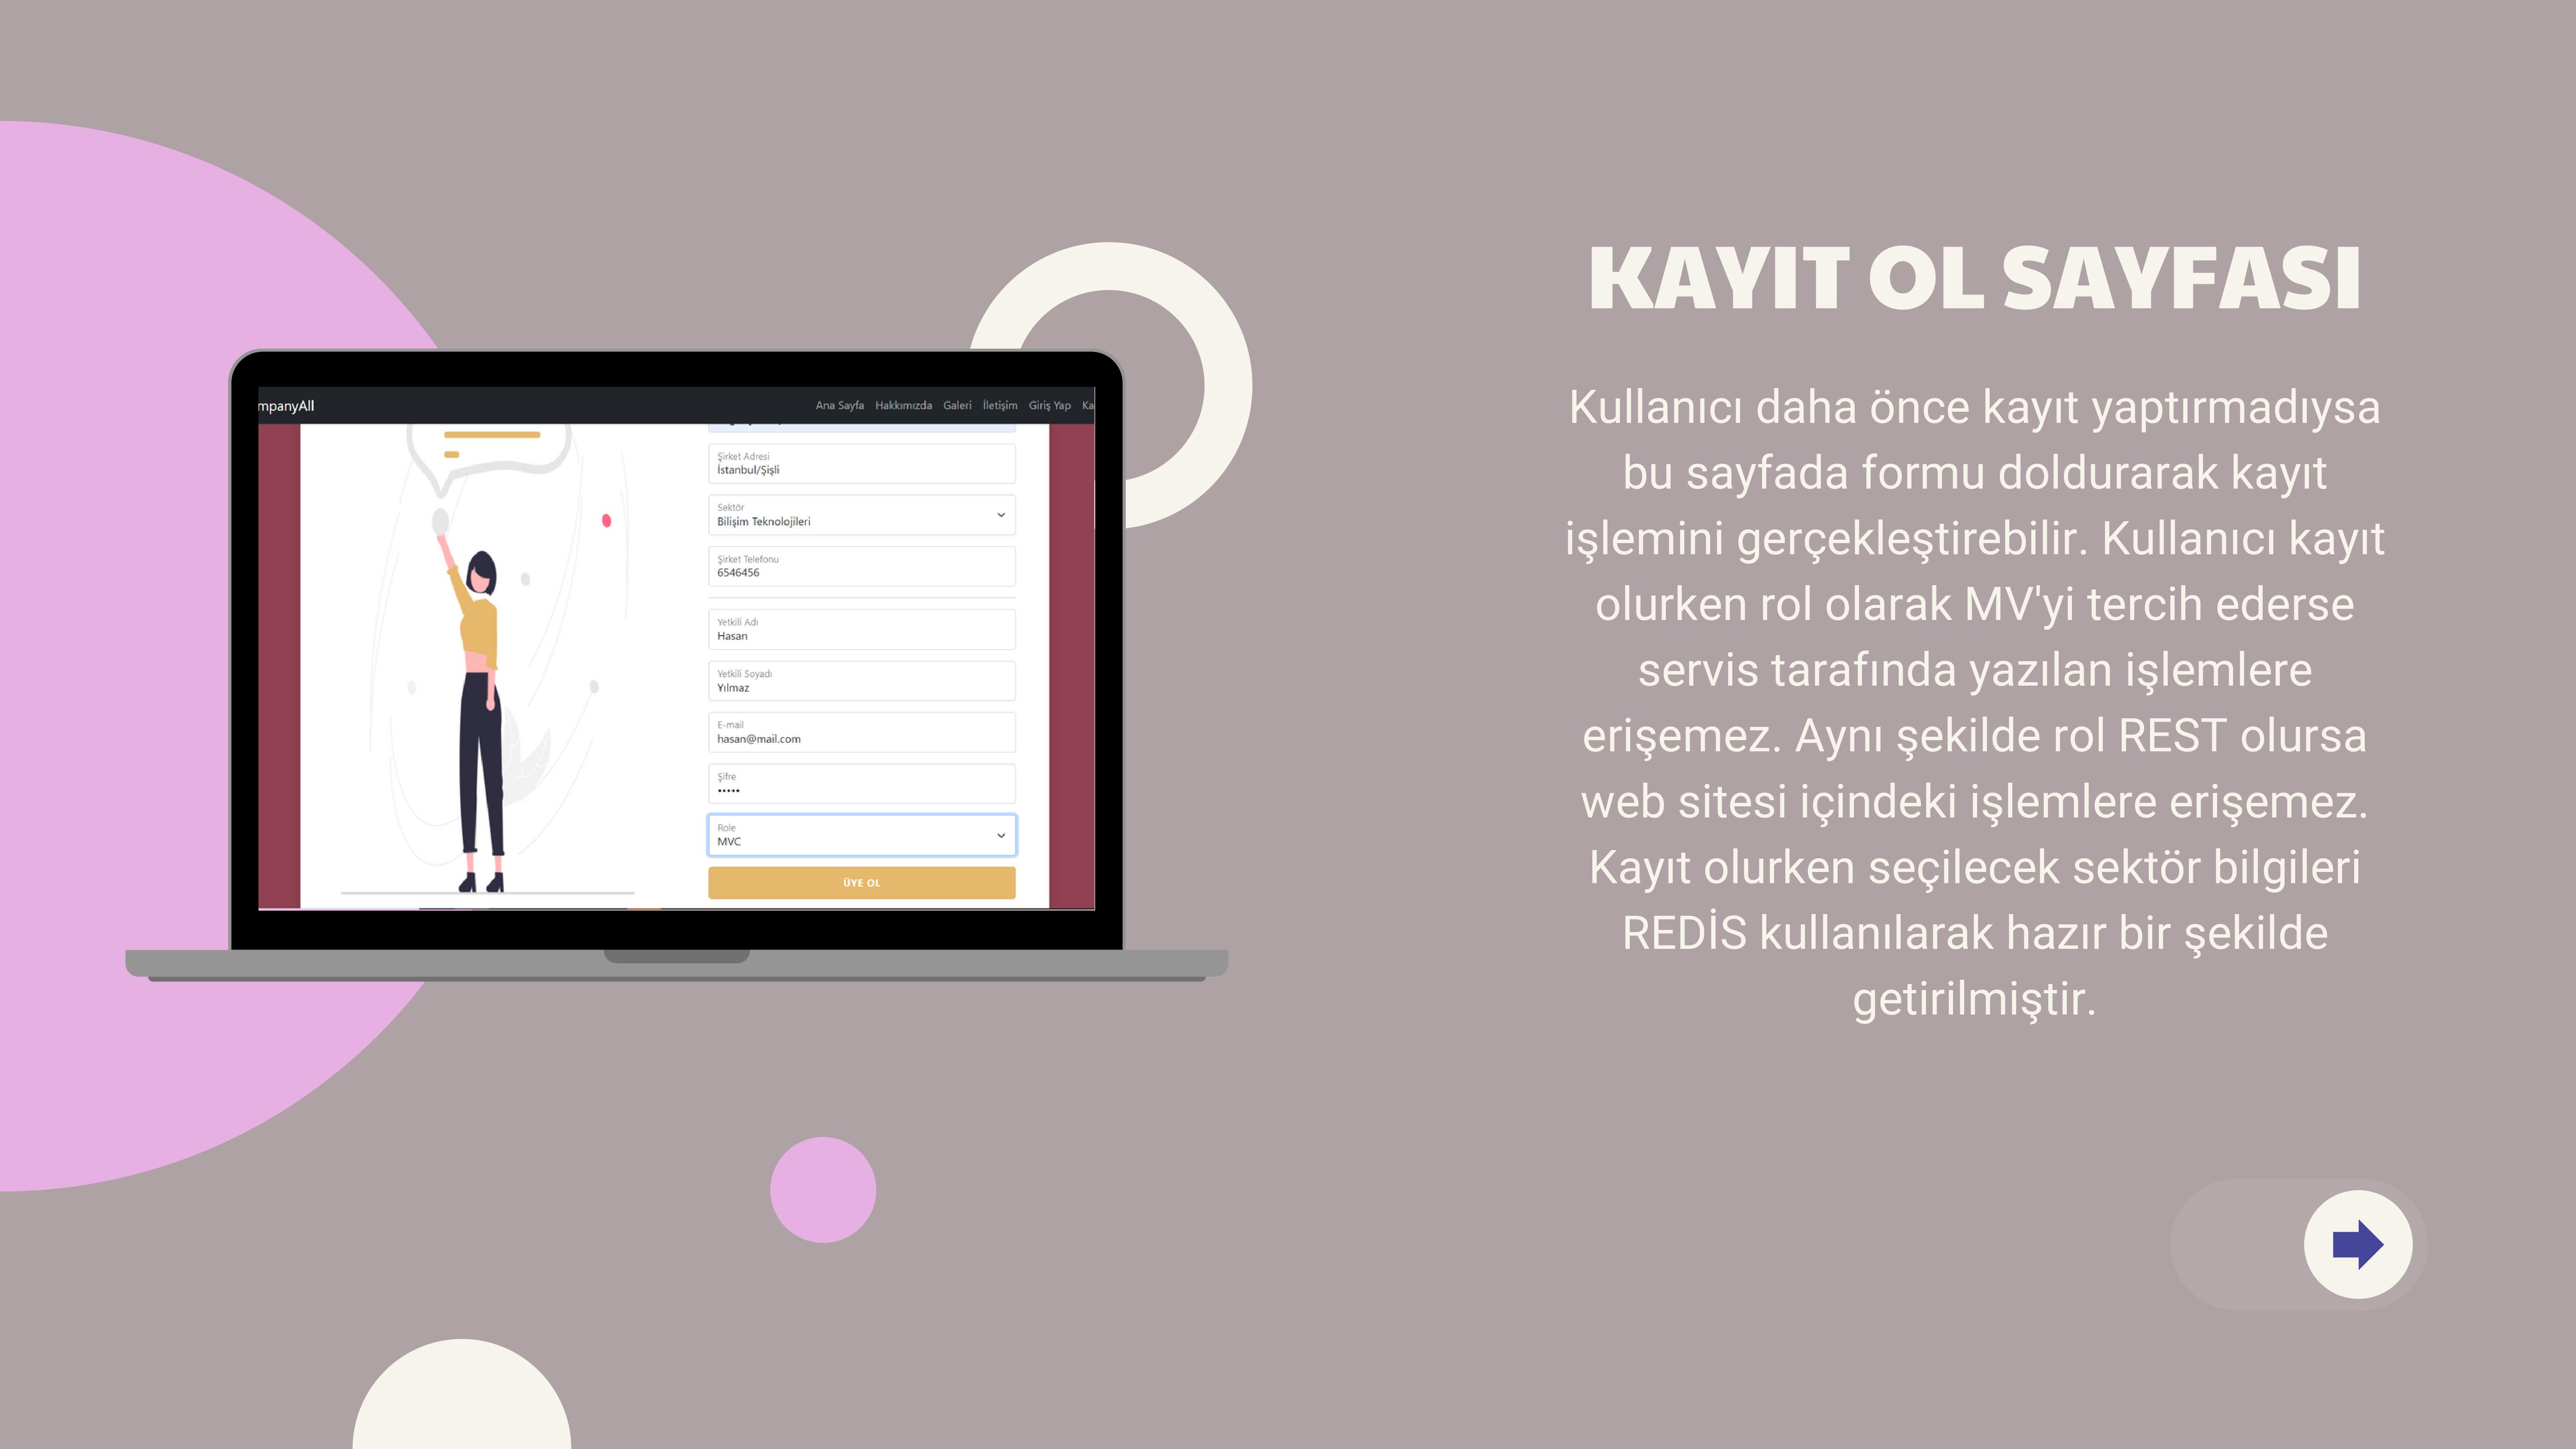 mpanyAll
Ana Sayfa Hakkımızda Galeri İletişim Giriş Yap Ka
Şirket Adresi
İstanbul/Şişli
Sektör
Bilişim Teknolojileri
Şirket Telefonu
6546456
Yetkili Adı
Hasan
Yetkili Soyadı
Yılmaz
E-mail
hasan@mail.com
Şifre
•••••
Role
MVC
ÜYE OL
KAYIT OL SAYFASI
Kullanıcı daha önce kayıt yaptırmadıysa
bu sayfada formu doldurarak kayıt
işlemini gerçekleştirebilir. Kullanıcı kayıt
olurken rol olarak MV'yi tercih ederse
servis tarafında yazılan işlemlere
erişemez. Aynı şekilde rol REST olursa
web sitesi içindeki işlemlere erişemez.
Kayıt olurken seçilecek sektör bilgileri
REDİS kullanılarak hazır bir şekilde
getirilmiştir.